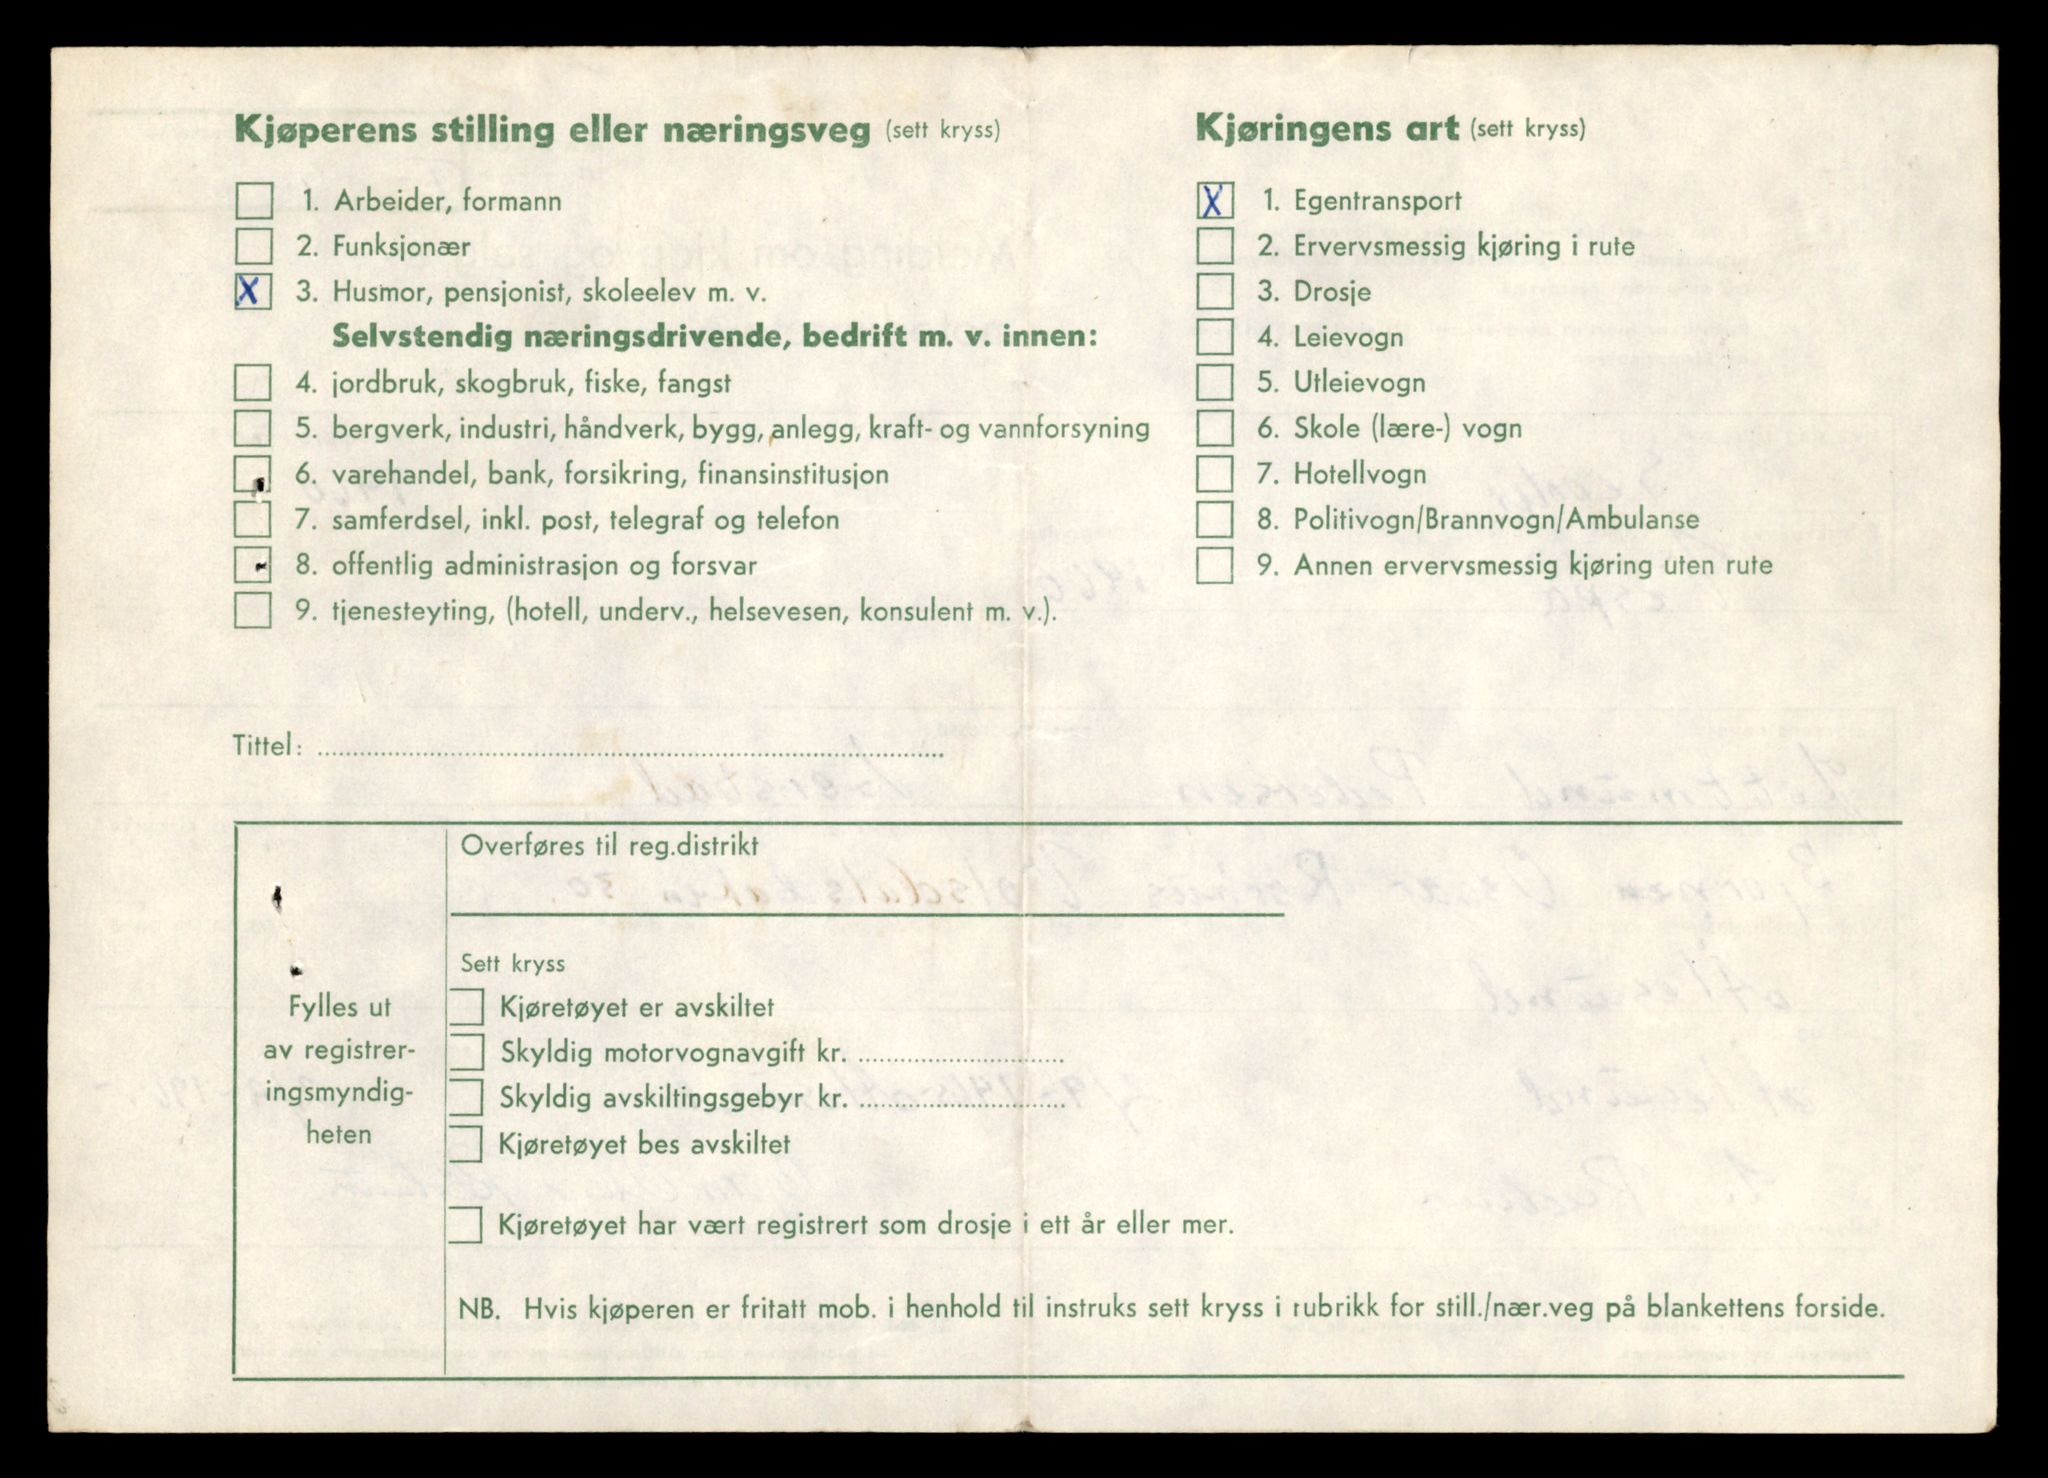 Kjøperens stilling eller næringsveg (sett kryss)
☐ 1. Arbeider, formann
☐ 2. Funksjonær
☒ 3. Husmor, pensjonist, skoleelev m. v.
Selvstendig næringsdrivende, bedrift m. v. innen:
☐ 4. jordbruk, skogbruk, fiske, fangst
☐ 5. bergverk, industri, håndverk, bygg, anlegg, kraft- og vannforsyning
☐ 6. varehandel, bank, forsikring, finansinstitusjon
☐ 7. samferdsel, inkl. post, telegraf og telefon
☐ 8. offentlig administrasjon og forsvar
☐ 9. tjenesteyting, (hotell, underv., helsevesen, konsulent m. v.).
Tittel:
Kjøringens art (sett kryss)
☒ 1. Egentransport
☐ 2. Ervervsmessig kjøring i rute
☐ 3. Drosje
☐ 4. Leievogn
☐ 5. Utleievogn
☐ 6. Skole (lære-) vogn
☐ 7. Hotellvogn
☐ 8. Politivogn/Brannvogn/Ambulanse
☐ 9. Annen ervervsmessig kjøring uten rute
Fylles ut
av registrer-
ingsmyndig-
heten
Overføres til reg.distrikt
Sett kryss
☐ Kjøretøyet er avskiltet
☐ Skyldig motorvognavgift kr.
☐ Skyldig avskiltingsgebyr kr.
☐ Kjøretøyet bes avskiltet
☐ Kjøretøyet har vært registrert som drosje i ett år eller mer.
NB. Hvis kjøperen er fritatt mob. i henhold til instruks sett kryss i rubrikk for still./nær.veg på blankettens forside.